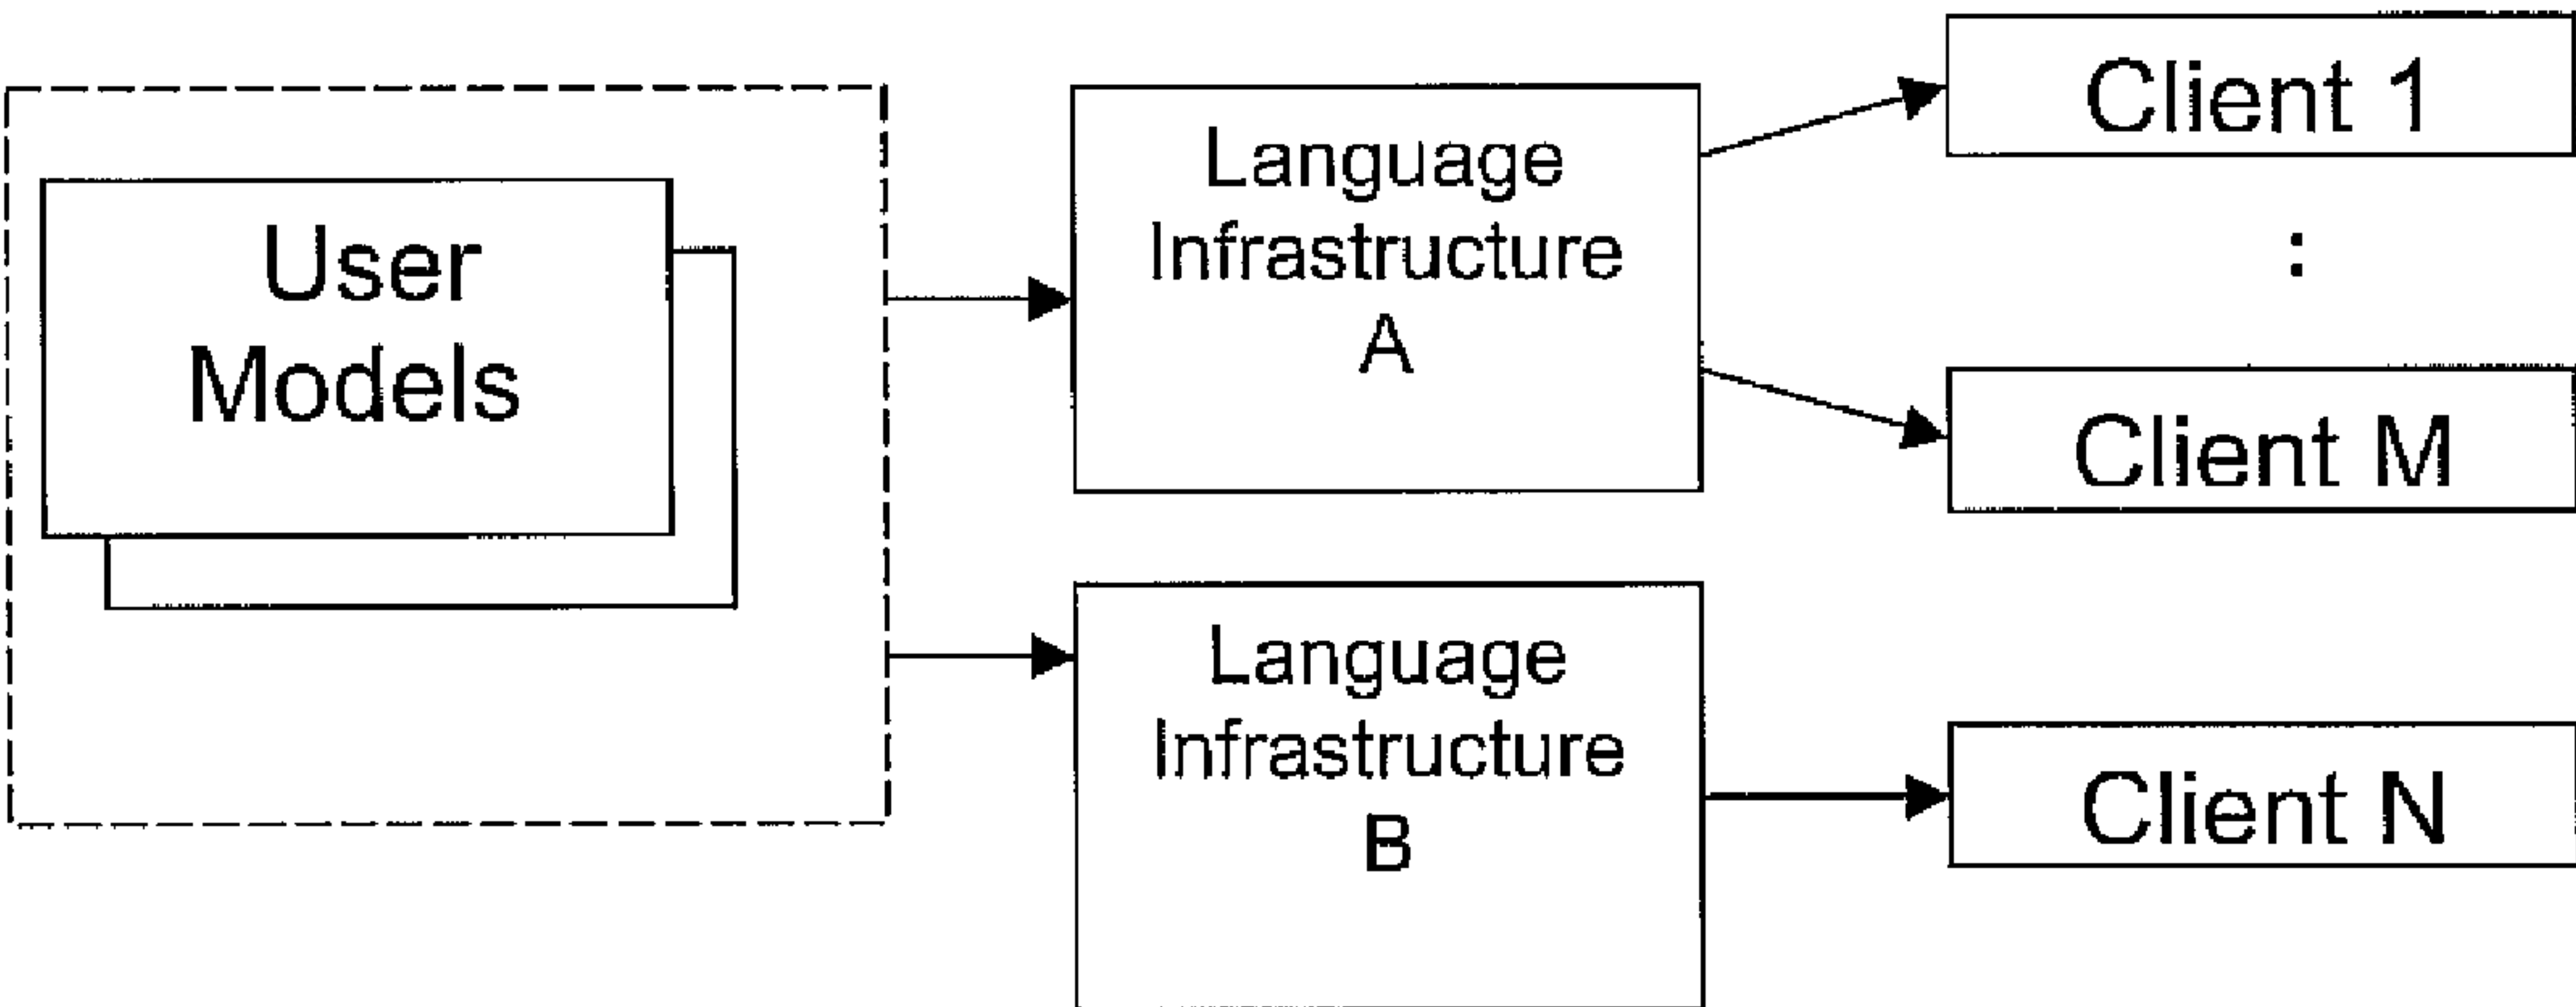 User
Models
Language
Infrastructure
A
Language
Infrastructure
B
Client 1
:
Client M
Client N